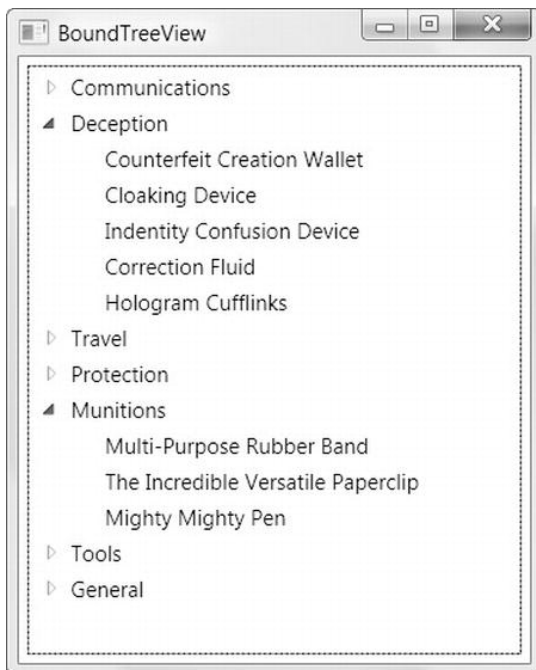 BoundTreeView
Communications
Deception
Counterfeit Creation Wallet
Cloaking Device
Indentity Confusion Device
Correction Fluid
Hologram Cufflinks
Travel
Protection
Munitions
Multi-Purpose Rubber Band
The Incredible Versatile Paperclip
Mighty Mighty Pen
Tools
General